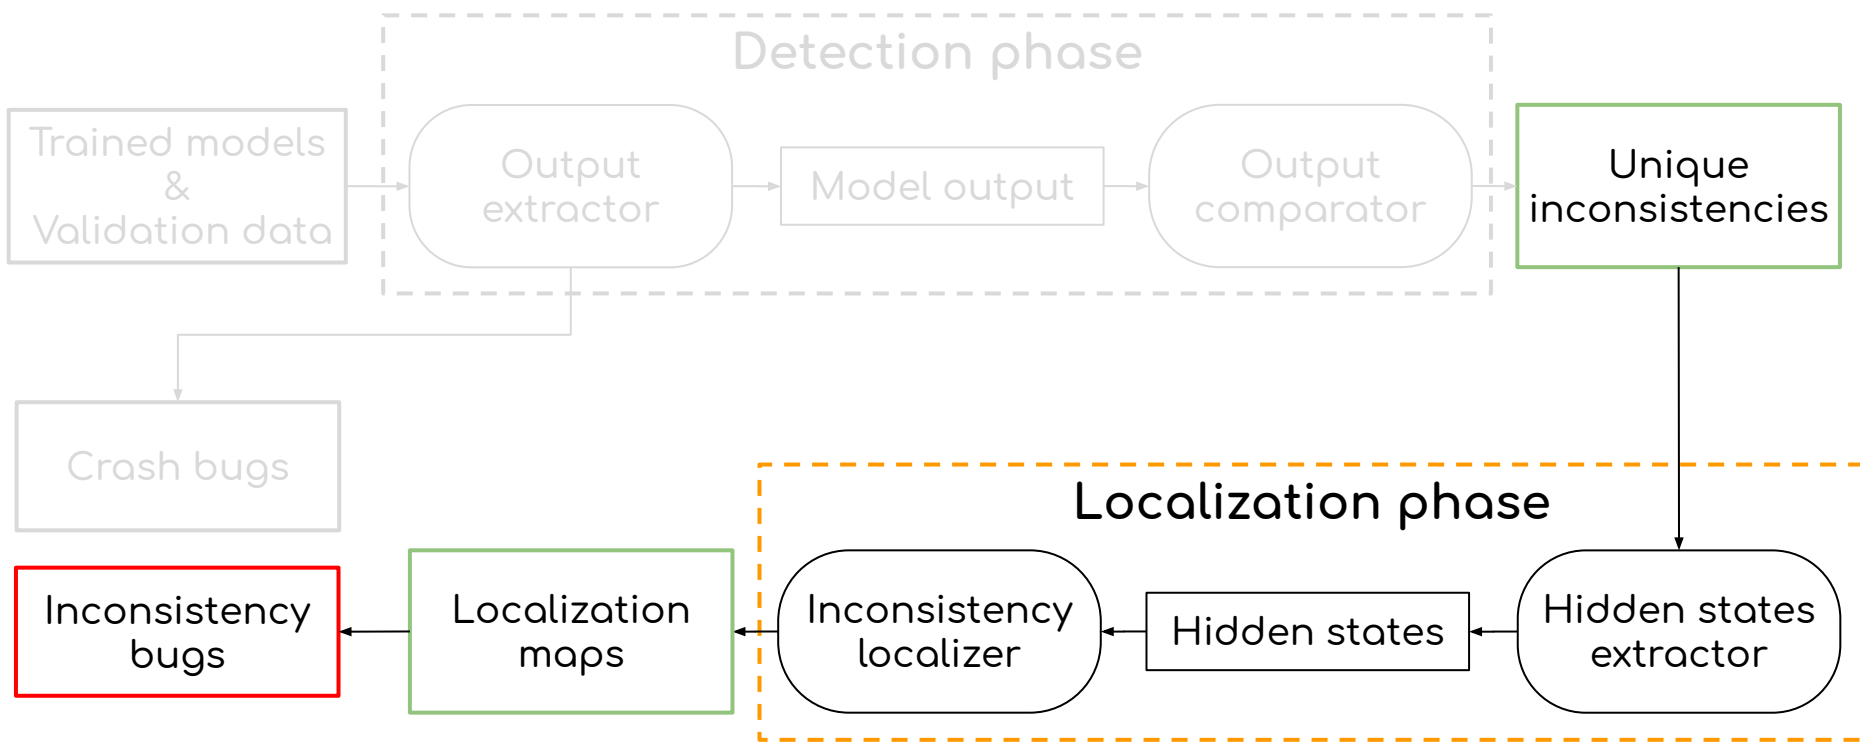 Detection phase
Trained models
&
Validation data
Output
extractor
Model output
Output
comparator
Unique
inconsistencies
Crash bugs
Localization phase
Inconsistency
bugs
Localization
maps
Inconsistency
localizer
Hidden states
Hidden states
extractor